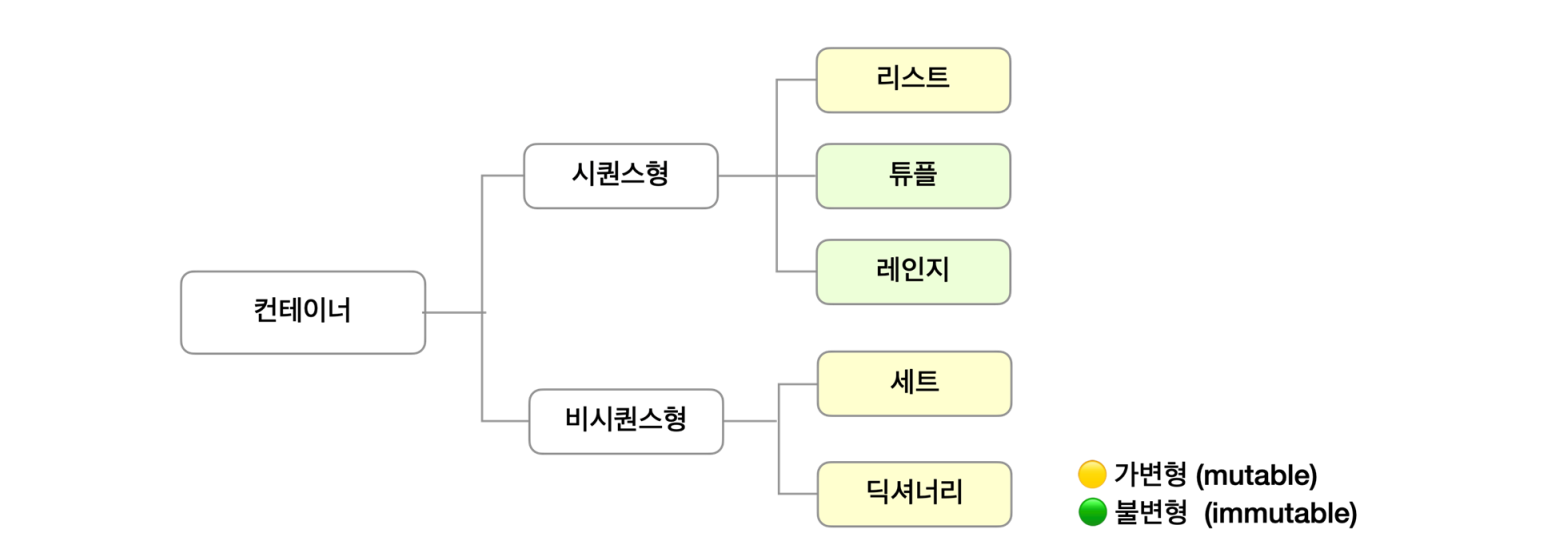 리스트
시퀀스형
튜플
레인지
컨테이너
세트
비시퀀스형
딕셔너리
가변형 (mutable)
불변형 (immutable)